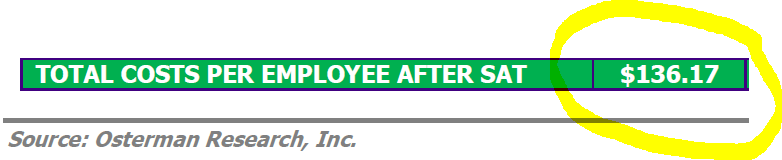 TOTAL COSTS PER EMPLOYEE AFTER SAT $136.17
Source: Osterman Research, Inc.